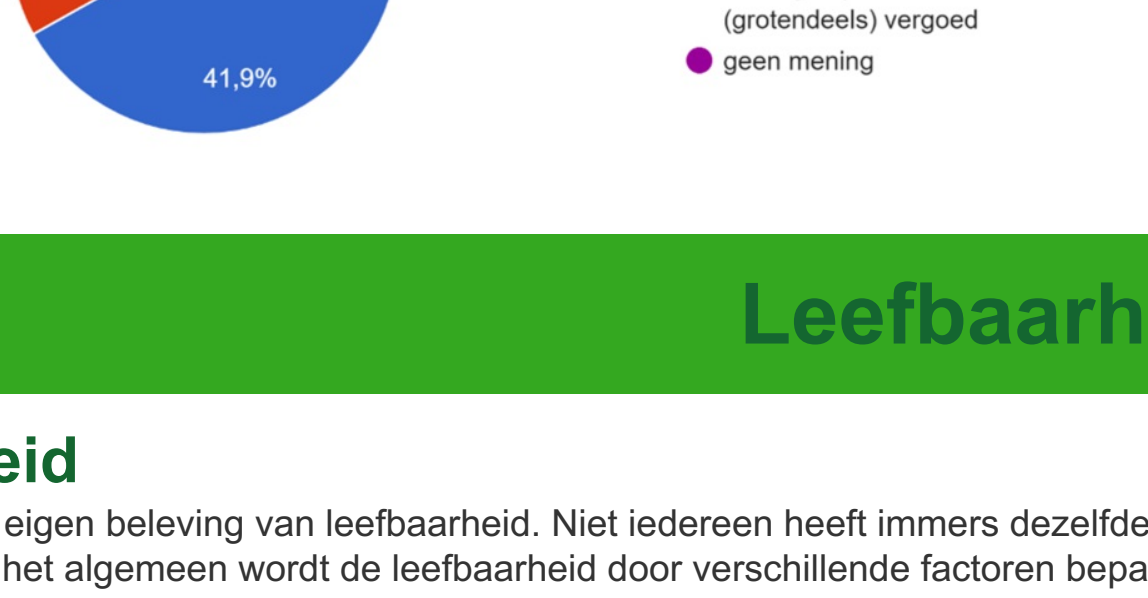 (grotendeels) vergoed
geen mening
41,9%
Leefbaarh
eid
eigen beleving van leefbaarheid. Niet iedereen heeft immers dezelfde
het algemeen wordt de leefbaarheid door verschillende factoren bepa